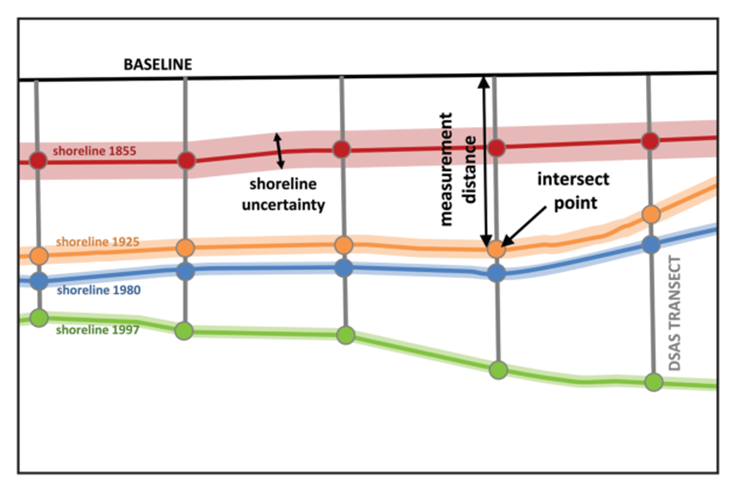 BASELINE
shoreline 1855
shoreline
uncertainty
measurement
distance
intersect
point
shoreline 1925
shoreline 1980
shoreline 1997
DSAS TRANSECT